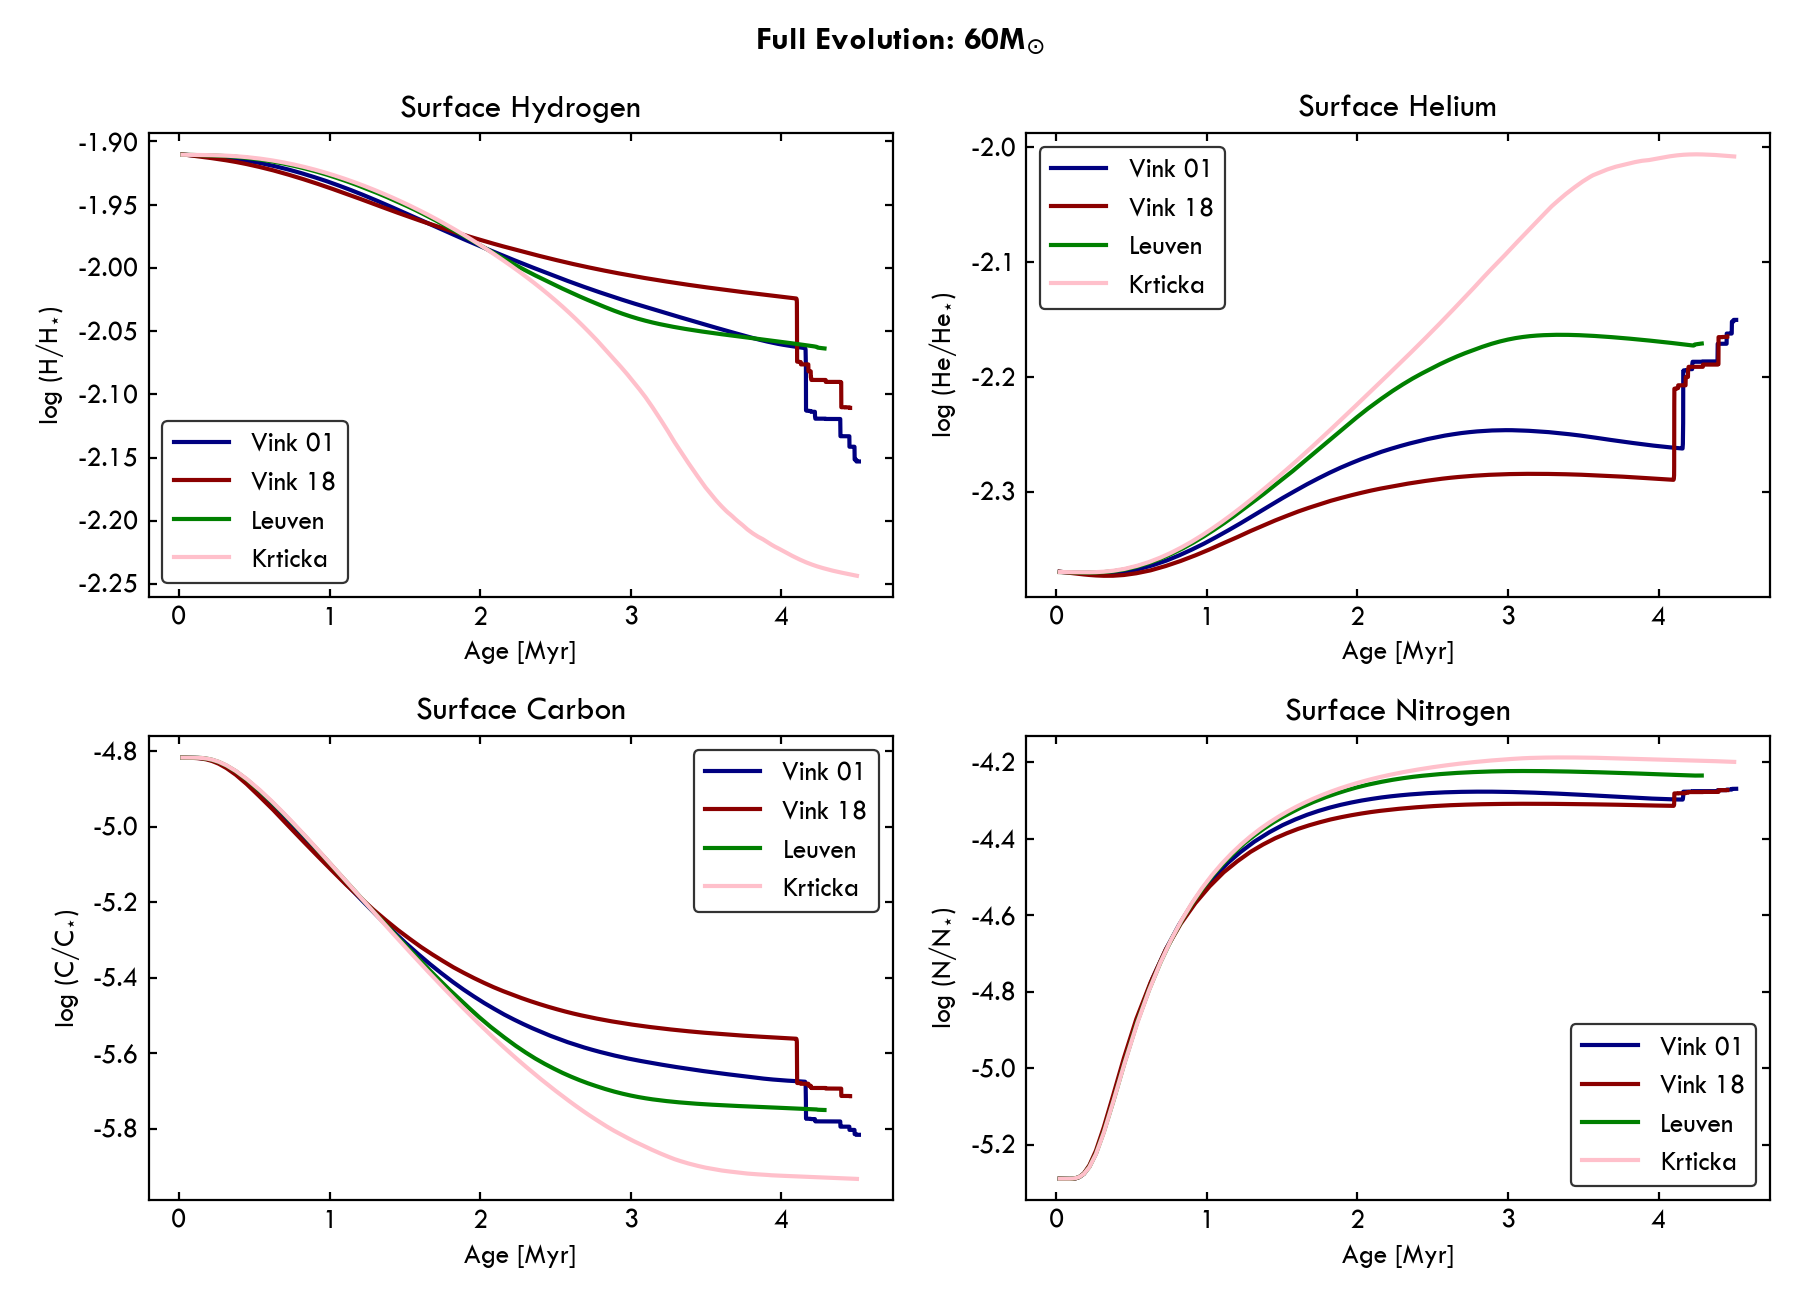 Full Evolution: 60M☉
Surface Hydrogen
-1.90
-1.95
-2.00
-2.05
-2.10
-2.15
-2.20
-2.25
log (H/H⋆)
Vink 01
Vink 18
Leuven
Krticka
0 1 2 3 4
Age [Myr]
Surface Helium
-2.0
-2.1
-2.2
-2.3
log (He/He⋆)
Vink 01
Vink 18
Leuven
Krticka
0 1 2 3 4
Age [Myr]
Surface Carbon
-4.8
-5.0
-5.2
-5.4
-5.6
-5.8
log (C/C⋆)
Vink 01
Vink 18
Leuven
Krticka
0 1 2 3 4
Age [Myr]
Surface Nitrogen
-4.2
-4.4
-4.6
-4.8
-5.0
-5.2
log (N/N⋆)
Vink 01
Vink 18
Leuven
Krticka
0 1 2 3 4
Age [Myr]